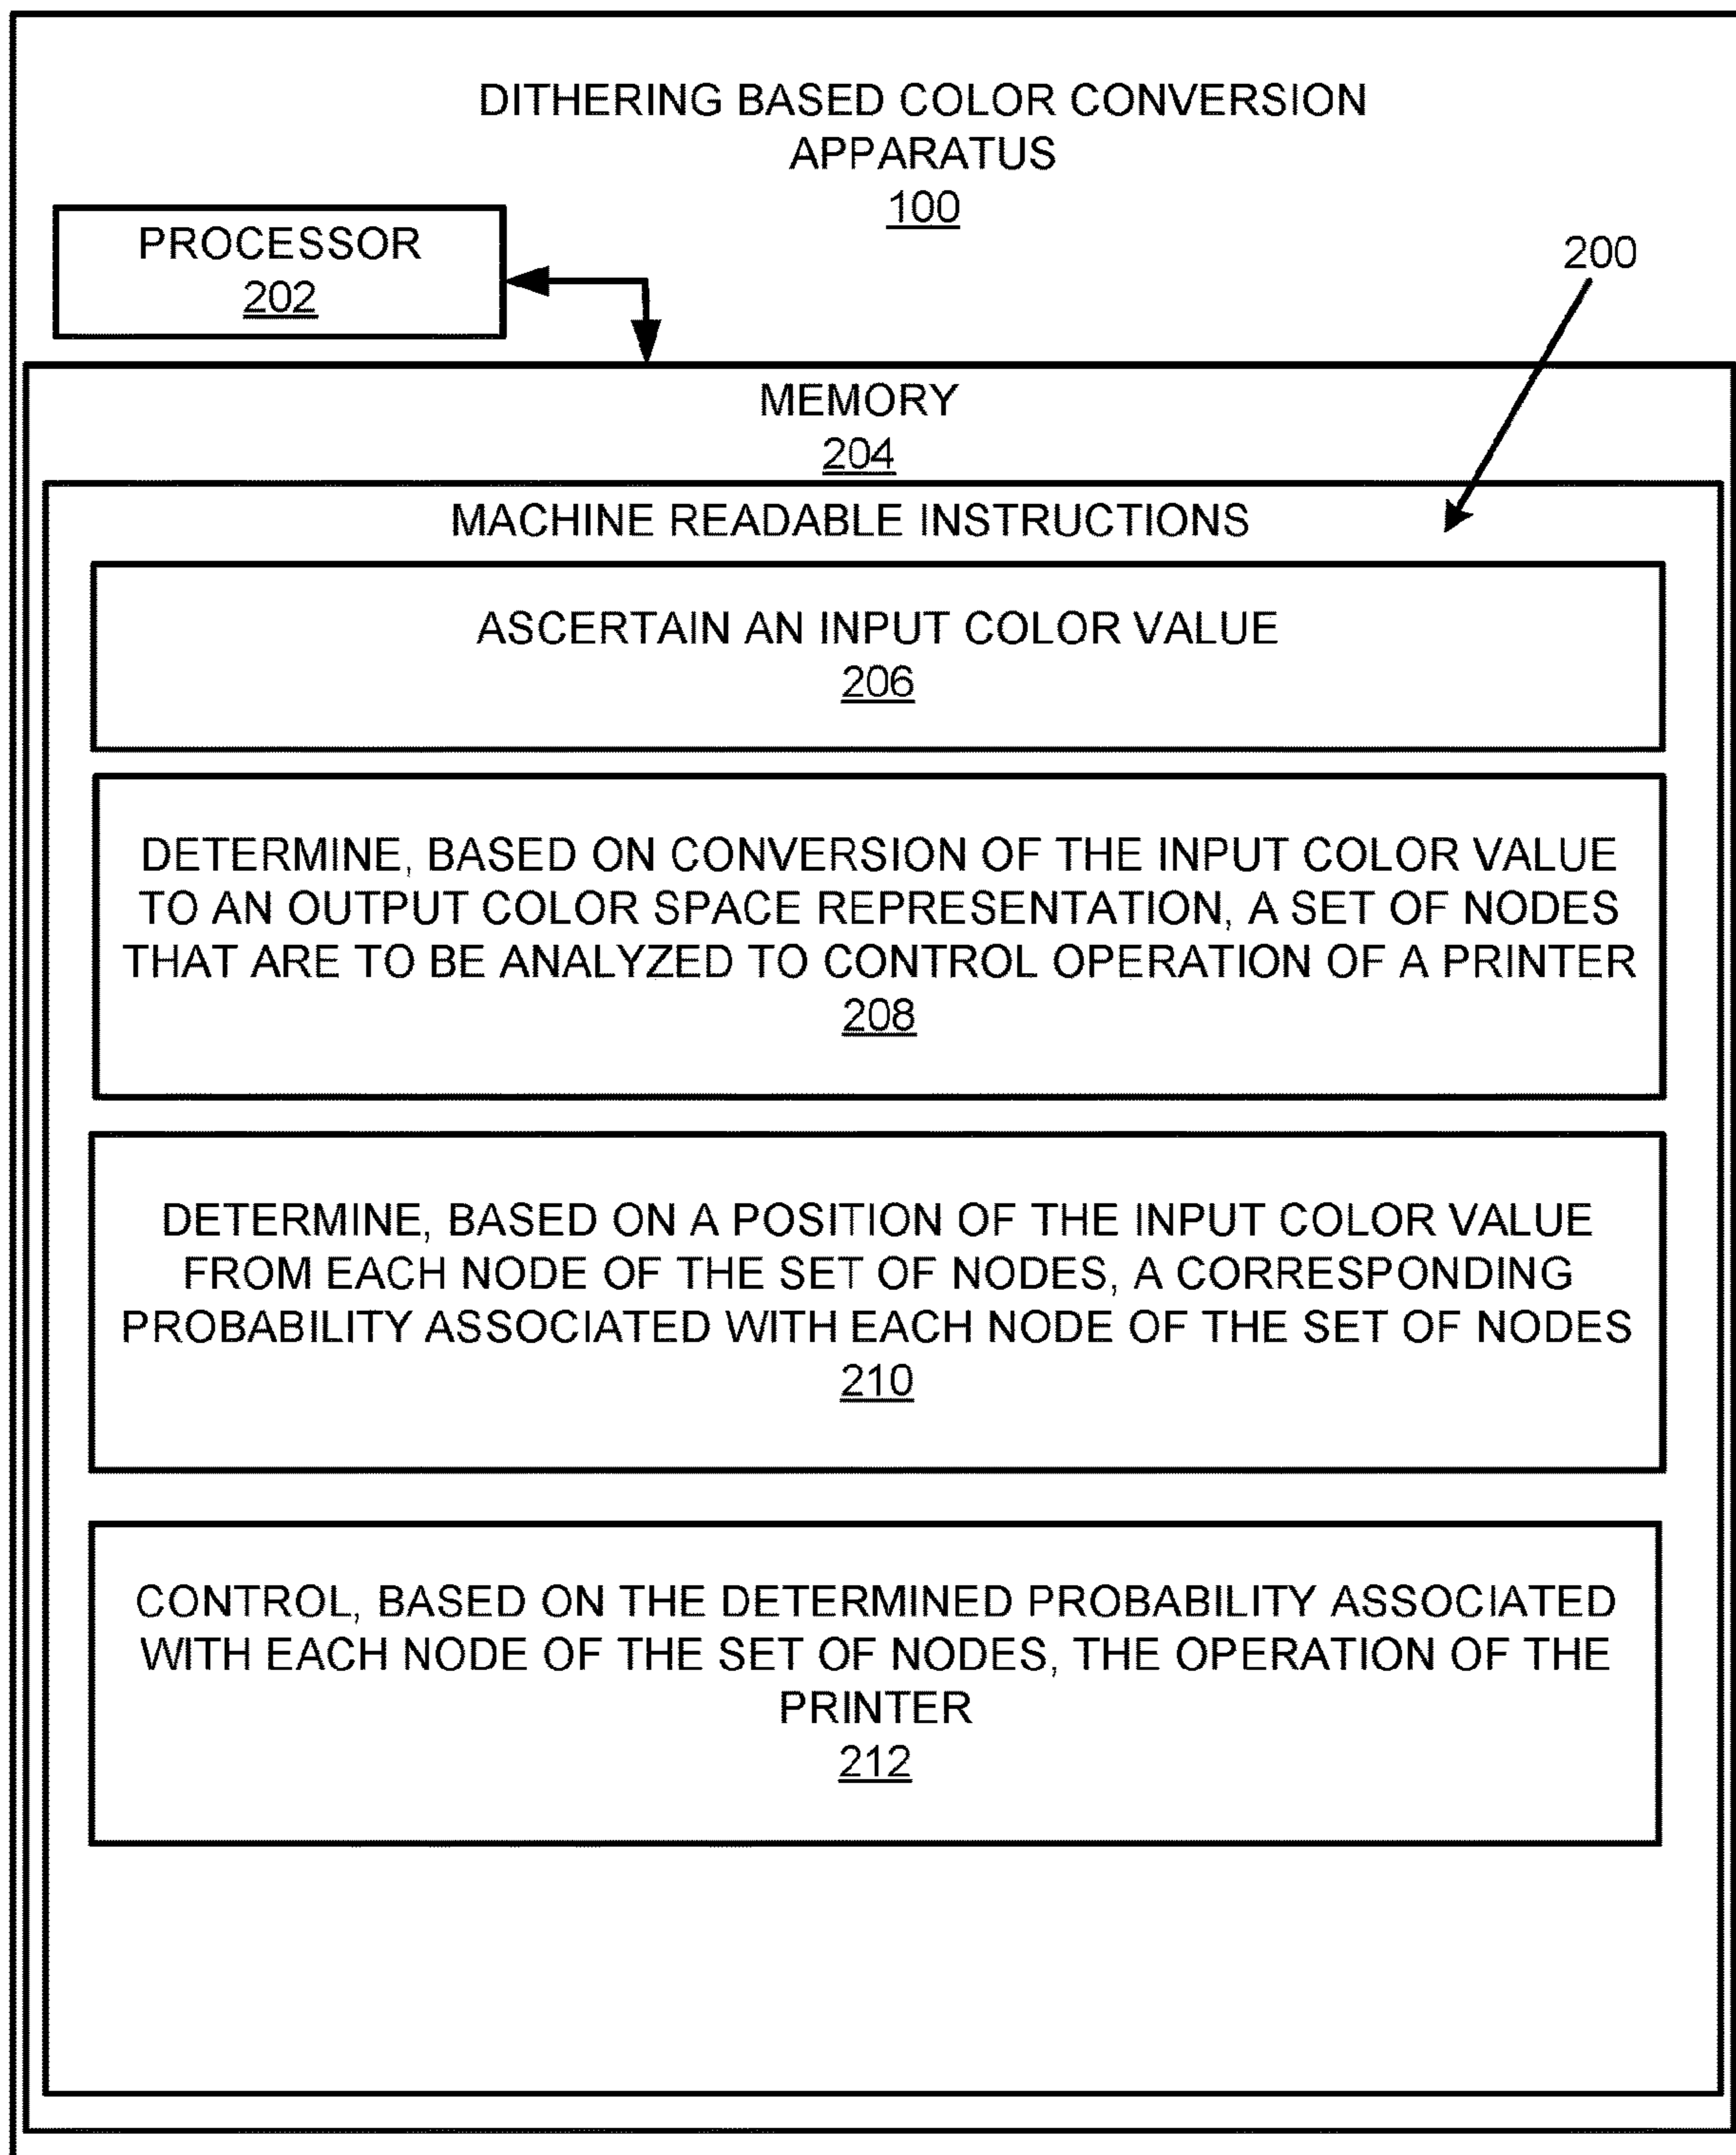 DITHERING BASED COLOR CONVERSION
APPARATUS
100
PROCESSOR
202
200
MEMORY
204
MACHINE READABLE INSTRUCTIONS
ASCERTAIN AN INPUT COLOR VALUE
206
DETERMINE, BASED ON CONVERSION OF THE INPUT COLOR VALUE
TO AN OUTPUT COLOR SPACE REPRESENTATION, A SET OF NODES
THAT ARE TO BE ANALYZED TO CONTROL OPERATION OF A PRINTER
208
DETERMINE, BASED ON A POSITION OF THE INPUT COLOR VALUE
FROM EACH NODE OF THE SET OF NODES, A CORRESPONDING
PROBABILITY ASSOCIATED WITH EACH NODE OF THE SET OF NODES
210
CONTROL, BASED ON THE DETERMINED PROBABILITY ASSOCIATED
WITH EACH NODE OF THE SET OF NODES, THE OPERATION OF THE
PRINTER
212